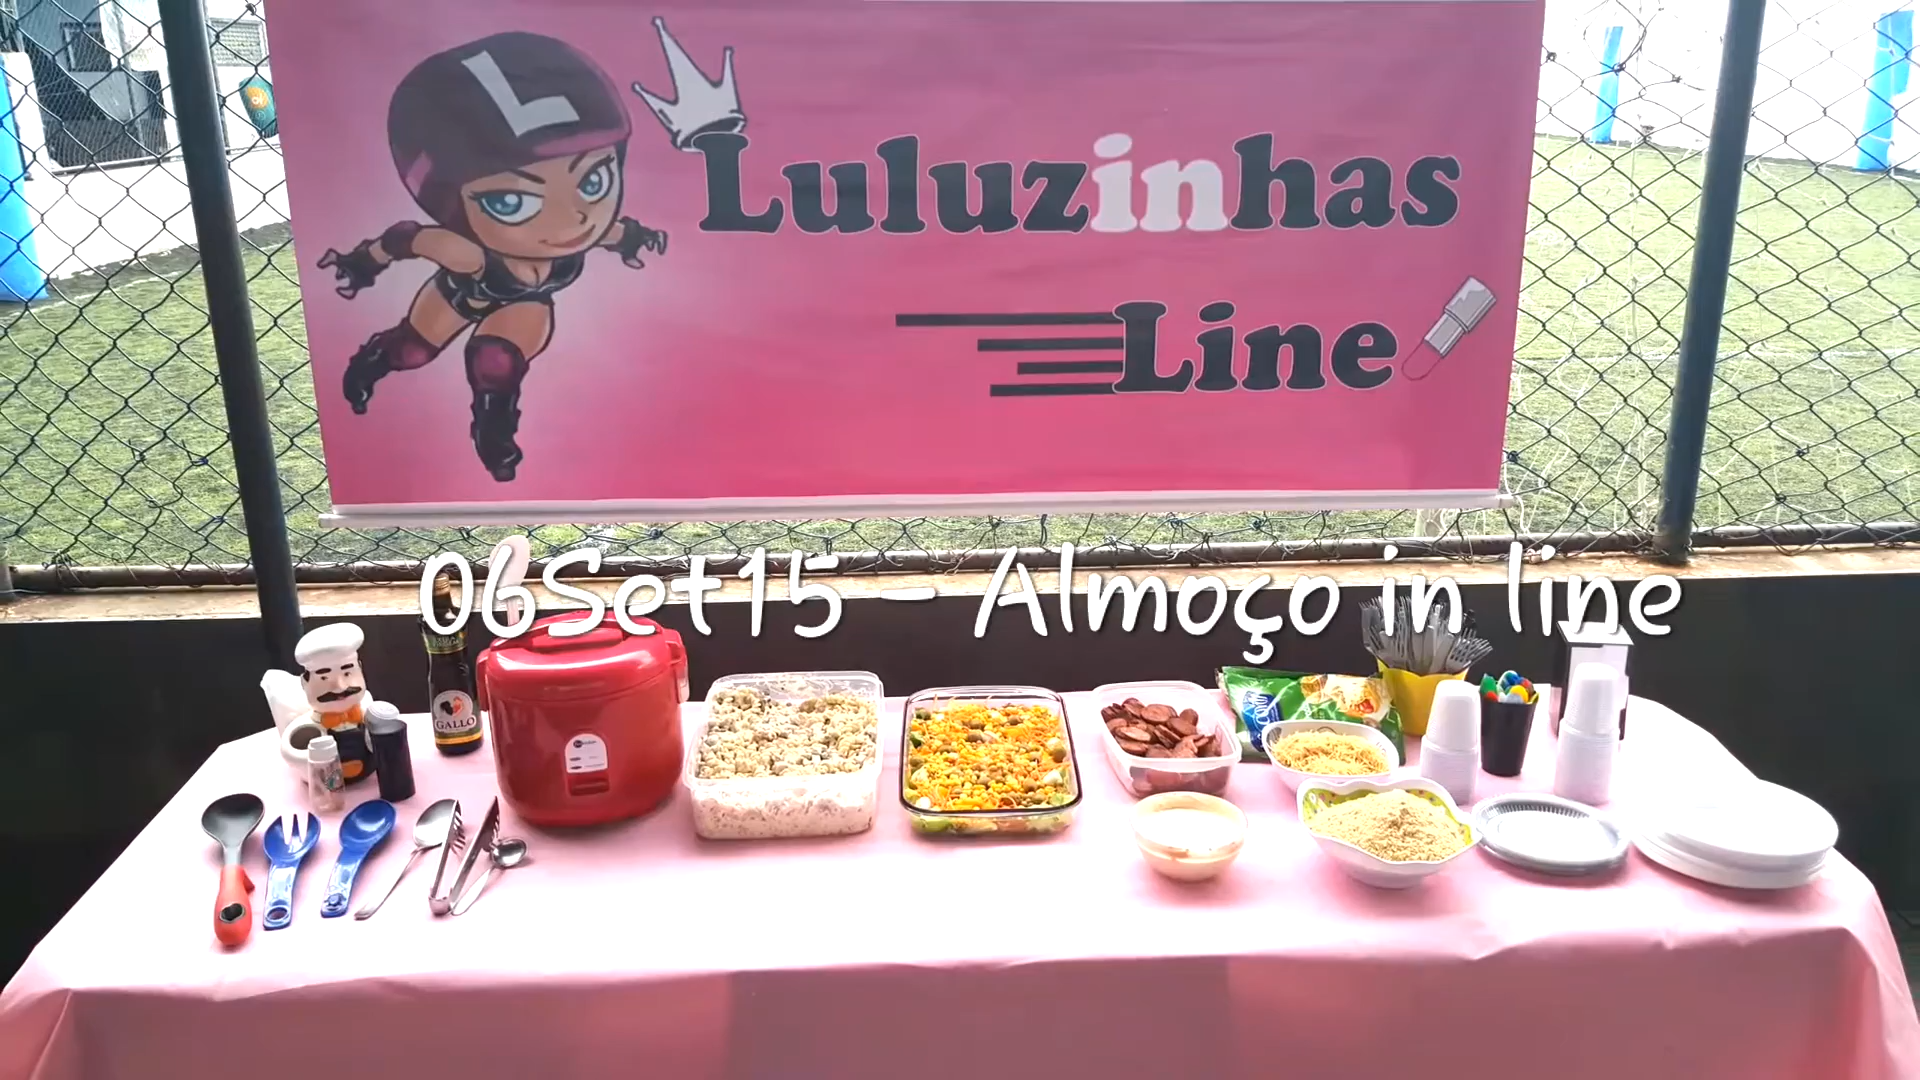 L
Luluzinhas
Line
06Set15 - Almoço in line
GALLO